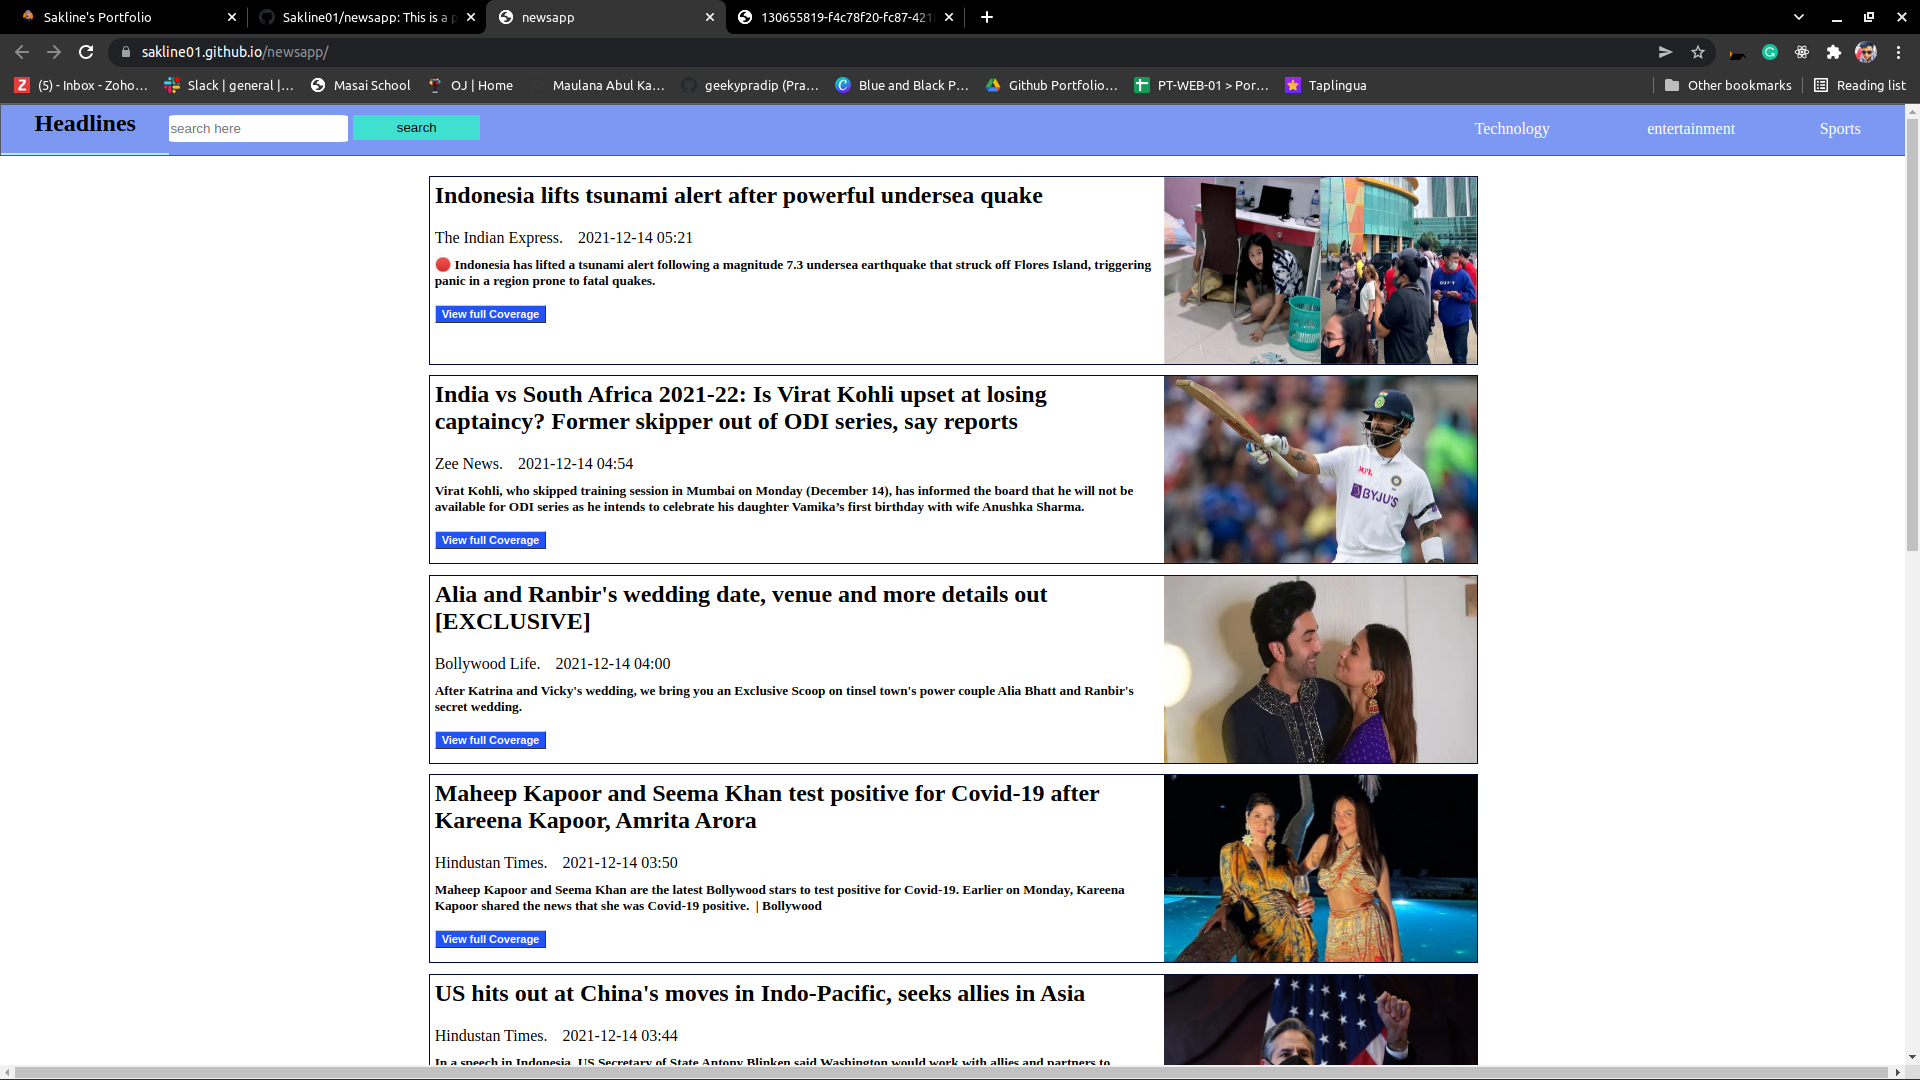 Sakline's Portfolio
Sakline01/newsapp: This is a p
newsapp
130655819-f4c78f20-fc87-421
sakline01.github.io/newsapp/
(5) - Inbox - Zoho...
Slack | general |...
Masai School
OJ | Home
Maulana Abul Ka...
geekypradip (Pra...
Blue and Black P...
Github Portfolio...
PT-WEB-01 > Por...
Taplingua
Other bookmarks
Reading list
Headlines
search here
search
Technology
entertainment
Sports
Indonesia lifts tsunami alert after powerful undersea quake
The Indian Express. 2021-12-14 05:21
🔴 Indonesia has lifted a tsunami alert following a magnitude 7.3 undersea earthquake that struck off Flores Island, triggering
panic in a region prone to fatal quakes.
View full Coverage
India vs South Africa 2021-22: Is Virat Kohli upset at losing
captaincy? Former skipper out of ODI series, say reports
Zee News. 2021-12-14 04:54
Virat Kohli, who skipped training session in Mumbai on Monday (December 14), has informed the board that he will not be
available for ODI series as he intends to celebrate his daughter Vamika’s first birthday with wife Anushka Sharma.
View full Coverage
MPL
BYJU'S
Alia and Ranbir's wedding date, venue and more details out
[EXCLUSIVE]
Bollywood Life. 2021-12-14 04:00
After Katrina and Vicky's wedding, we bring you an Exclusive Scoop on tinsel town's power couple Alia Bhatt and Ranbir's
secret wedding.
View full Coverage
Maheep Kapoor and Seema Khan test positive for Covid-19 after
Kareena Kapoor, Amrita Arora
Hindustan Times. 2021-12-14 03:50
Maheep Kapoor and Seema Khan are the latest Bollywood stars to test positive for Covid-19. Earlier on Monday, Kareena
Kapoor shared the news that she was Covid-19 positive. | Bollywood
View full Coverage
US hits out at China's moves in Indo-Pacific, seeks allies in Asia
Hindustan Times. 2021-12-14 03:44
In a speech in Indonesia, US Secretary of State Antony Blinken said Washington would work with allies and partners to